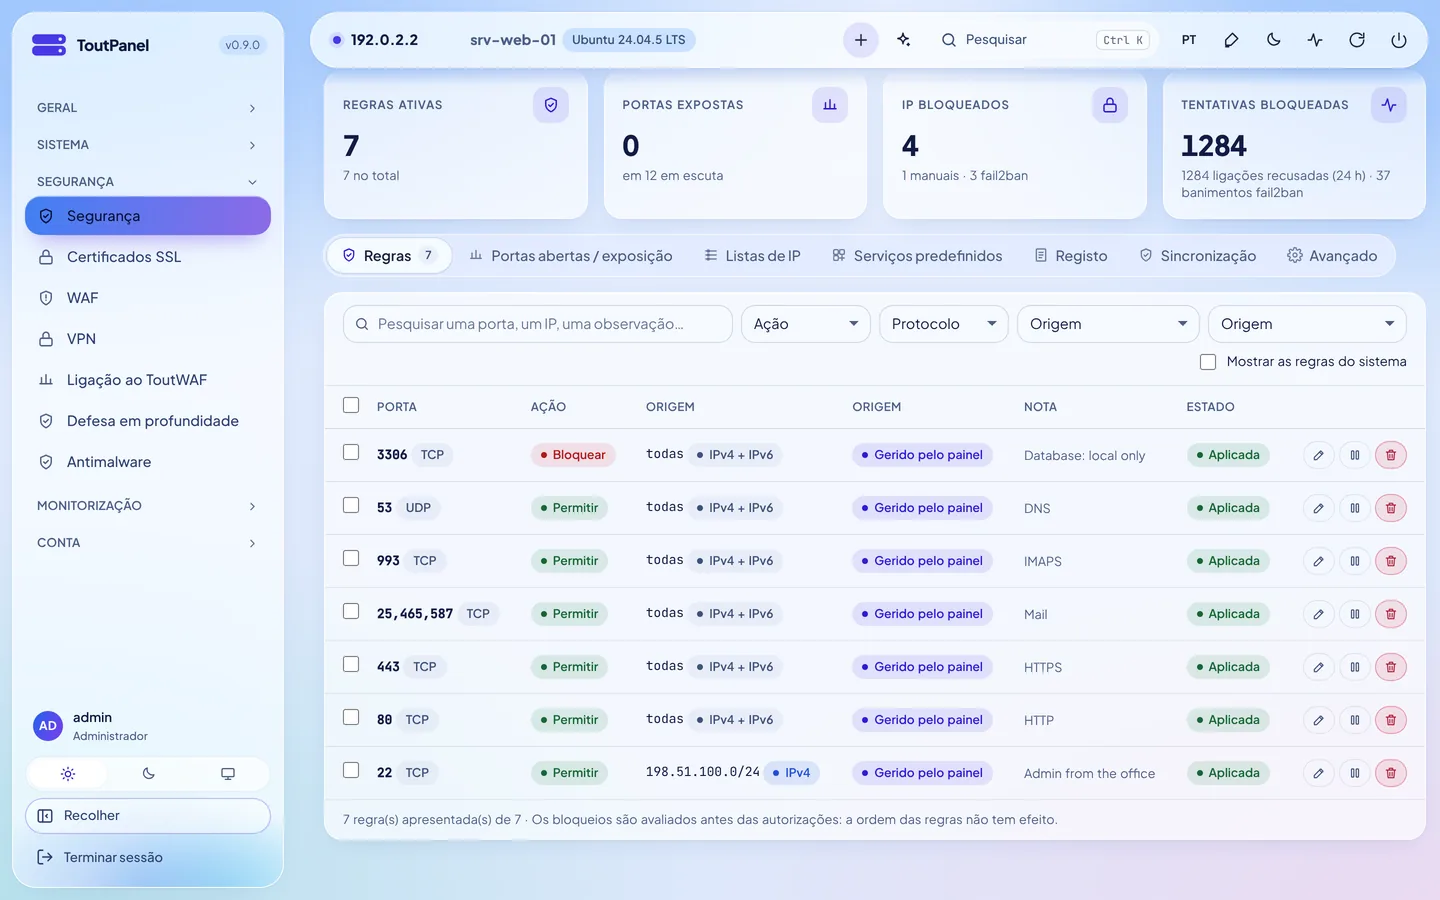 ToutPanel
v0.9.0
GERAL
SISTEMA
SEGURANÇA
Segurança
Certificados SSL
WAF
VPN
Ligação ao ToutWAF
Defesa em profundidade
Antimalware
MONITORIZAÇÃO
CONTA
AD
admin
Administrador
Recolher
Terminar sessão
192.0.2.2
srv-web-01 Ubuntu 24.04.5 LTS
Pesquisar Ctrl K
PT
REGRAS ATIVAS
7
7 no total
PORTAS EXPOSTAS
0
em 12 em escuta
IP BLOQUEADOS
4
1 manuais · 3 fail2ban
TENTATIVAS BLOQUEADAS
1284
1284 ligações recusadas (24 h) · 37
banimentos fail2ban
Regras 7 Portas abertas / exposição Listas de IP Serviços predefinidos Registo Sincronização Avançado
Pesquisar uma porta, um IP, uma observação... Ação Protocolo Origem Origem
Mostrar as regras do sistema
PORTA AÇÃO ORIGEM ORIGEM NOTA ESTADO
3306 TCP Bloquear todas IPv4 + IPv6 Gerido pelo painel Database: local only Aplicada
53 UDP Permitir todas IPv4 + IPv6 Gerido pelo painel DNS Aplicada
993 TCP Permitir todas IPv4 + IPv6 Gerido pelo painel IMAPS Aplicada
25,465,587 TCP Permitir todas IPv4 + IPv6 Gerido pelo painel Mail Aplicada
443 TCP Permitir todas IPv4 + IPv6 Gerido pelo painel HTTPS Aplicada
80 TCP Permitir todas IPv4 + IPv6 Gerido pelo painel HTTP Aplicada
22 TCP Permitir 198.51.100.0/24 IPv4 Gerido pelo painel Admin from the office Aplicada
7 regra(s) apresentada(s) de 7 · Os bloqueios são avaliados antes das autorizações: a ordem das regras não tem efeito.